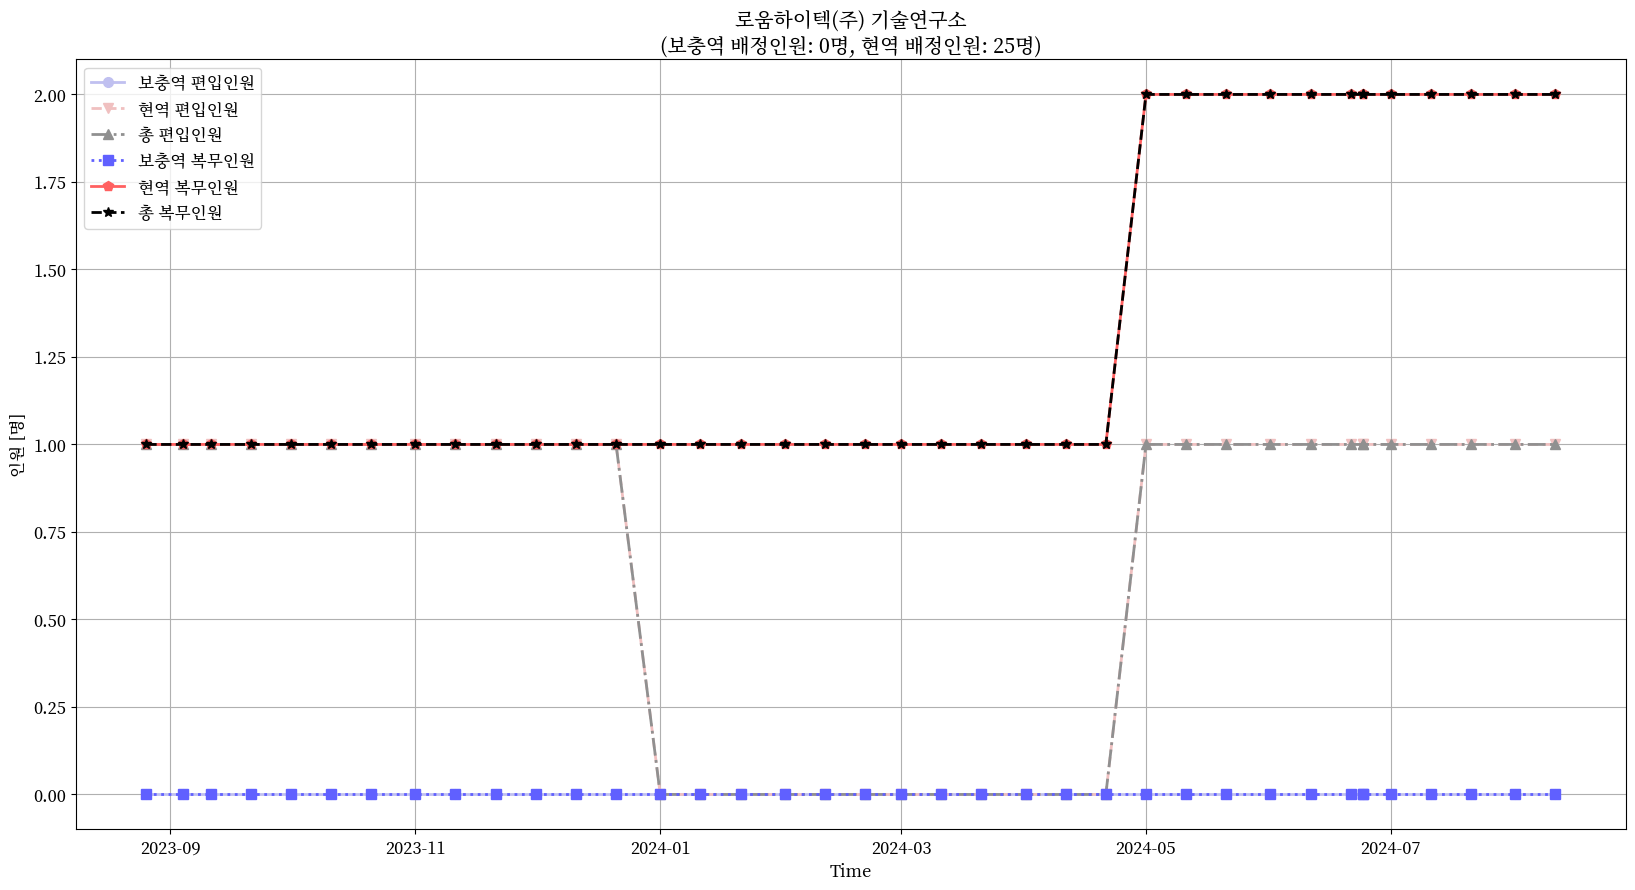 로움하이텍(주) 기술연구소
(보충역 배정인원: 0명, 현역 배정인원: 25명)
보충역 편입인원
현역 편입인원
총 편입인원
보충역 복무인원
현역 복무인원
총 복무인원
2.00
1.75
1.50
1.25
1.00
0.75
0.50
0.25
0.00
인원 [명]
2023-09
2023-11
2024-01
2024-03
2024-05
2024-07
Time